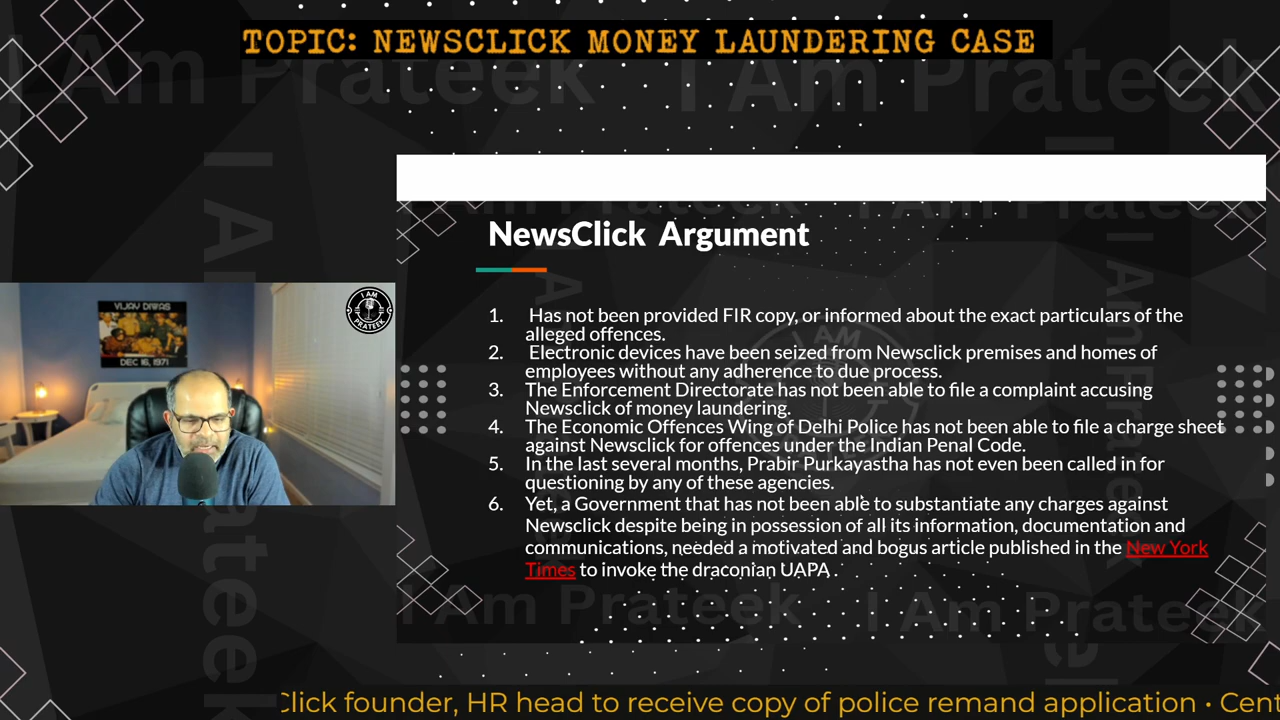 TOPIC: NEWSCLICK MONEY LAUNDERING CASE
I Am Prateek I Am Prateek
NewsClick Argument
1. Has not been provided FIR copy, or informed about the exact particulars of the
alleged offences.
2. Electronic devices have been seized from Newsclick premises and homes of
employees without any adherence to due process.
3. The Enforcement Directorate has not been able to file a complaint accusing
Newsclick of money laundering.
4. The Economic Offences Wing of Delhi Police has not been able to file a charge sheet
against Newsclick for offences under the Indian Penal Code.
5. In the last several months, Prabir Purkayastha has not even been called in for
questioning by any of these agencies.
6. Yet, a Government that has not been able to substantiate any charges against
Newsclick despite being in possession of all its information, documentation and
communications, needed a motivated and bogus article published in the New York
Times to invoke the draconian UAPA .
VIJAY DIWAS
DEC 16, 1971
I AM
PRATEEK
I Am Prateek I Am Prateek
Click founder, HR head to receive copy of police remand application · Cent